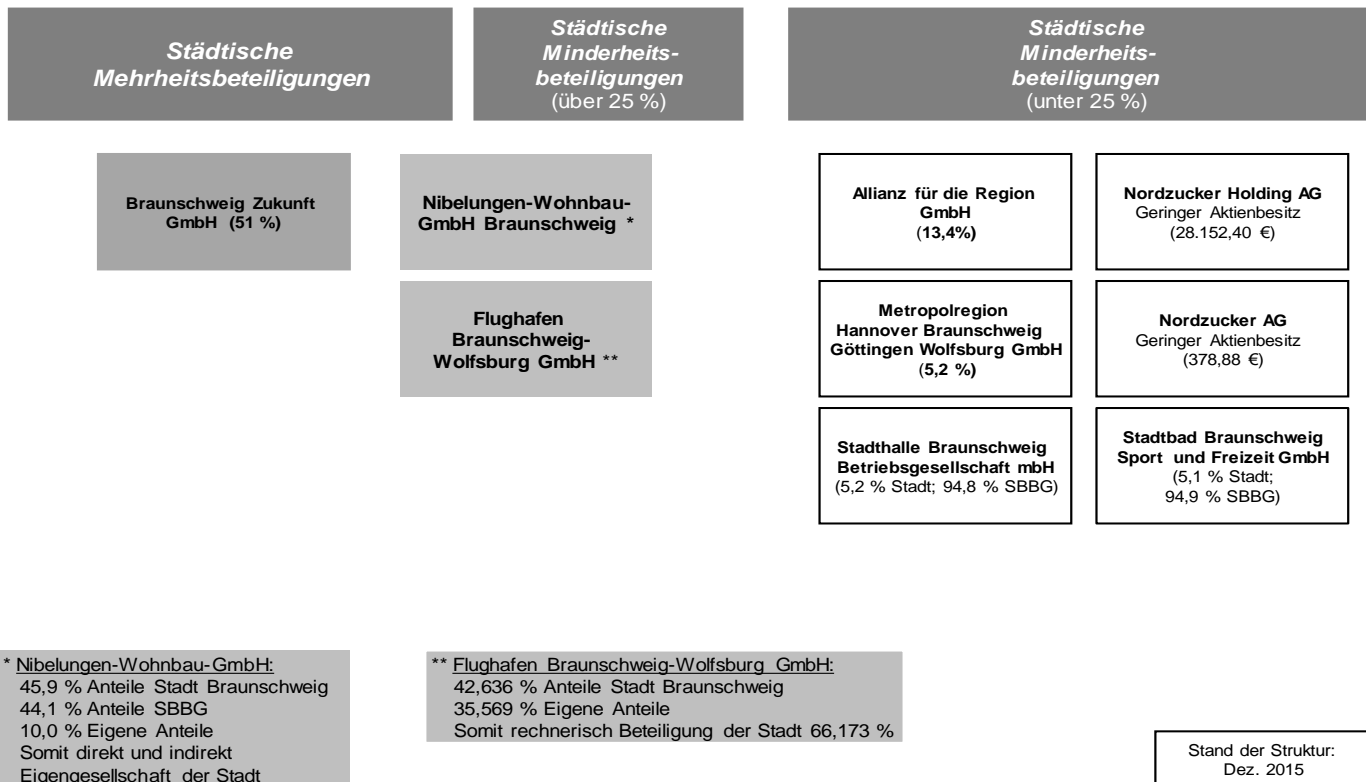 Städtische
Mehrheitsbeteiligungen
Städtische
Minderheits-
beteiligungen
(über 25 %)
Städtische
Minderheits-
beteiligungen
(unter 25 %)
Braunschweig Zukunft
GmbH (51 %)
Nibelungen-Wohnbau-
GmbH Braunschweig *
Allianz für die Region
GmbH
(13,4%)
Nordzucker Holding AG
Geringer Aktienbesitz
(28.152,40 €)
Flughafen
Braunschweig-
Wolfsburg GmbH **
Metropolregion
Hannover Braunschweig
Göttingen Wolfsburg GmbH
(5,2 %)
Nordzucker AG
Geringer Aktienbesitz
(378,88 €)
Stadthalle Braunschweig
Betriebsgesellschaft mbH
(5,2 % Stadt; 94,8 % SBBG)
Stadtbad Braunschweig
Sport und Freizeit GmbH
(5,1 % Stadt;
94,9 % SBBG)
* Nibelungen-Wohnbau-GmbH:
45,9 % Anteile Stadt Braunschweig
44,1 % Anteile SBBG
10,0 % Eigene Anteile
Somit direkt und indirekt
Eigengesellschaft der Stadt
** Flughafen Braunschweig-Wolfsburg GmbH:
42,636 % Anteile Stadt Braunschweig
35,569 % Eigene Anteile
Somit rechnerisch Beteiligung der Stadt 66,173 %
Stand der Struktur:
Dez. 2015